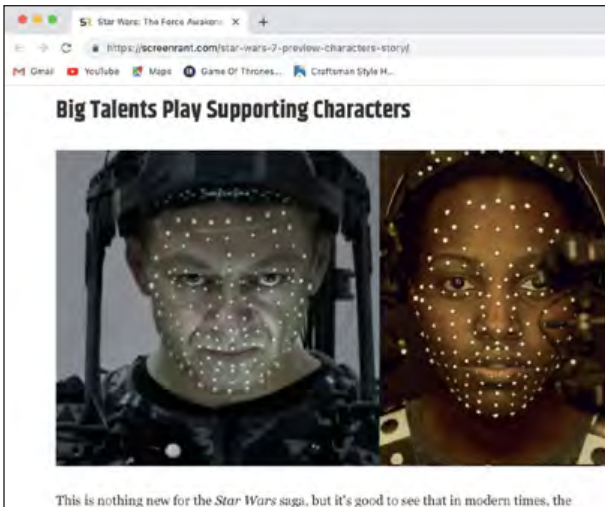 Star Wars: The Force Awakens
https://screenrant.com/star-wars-7-preview-characters-story/
Gmail YouTube Maps Game Of Thrones... Craftsman Style H...
Big Talents Play Supporting Characters
This is nothing new for the Star Wars saga, but it's good to see that in modern times, the